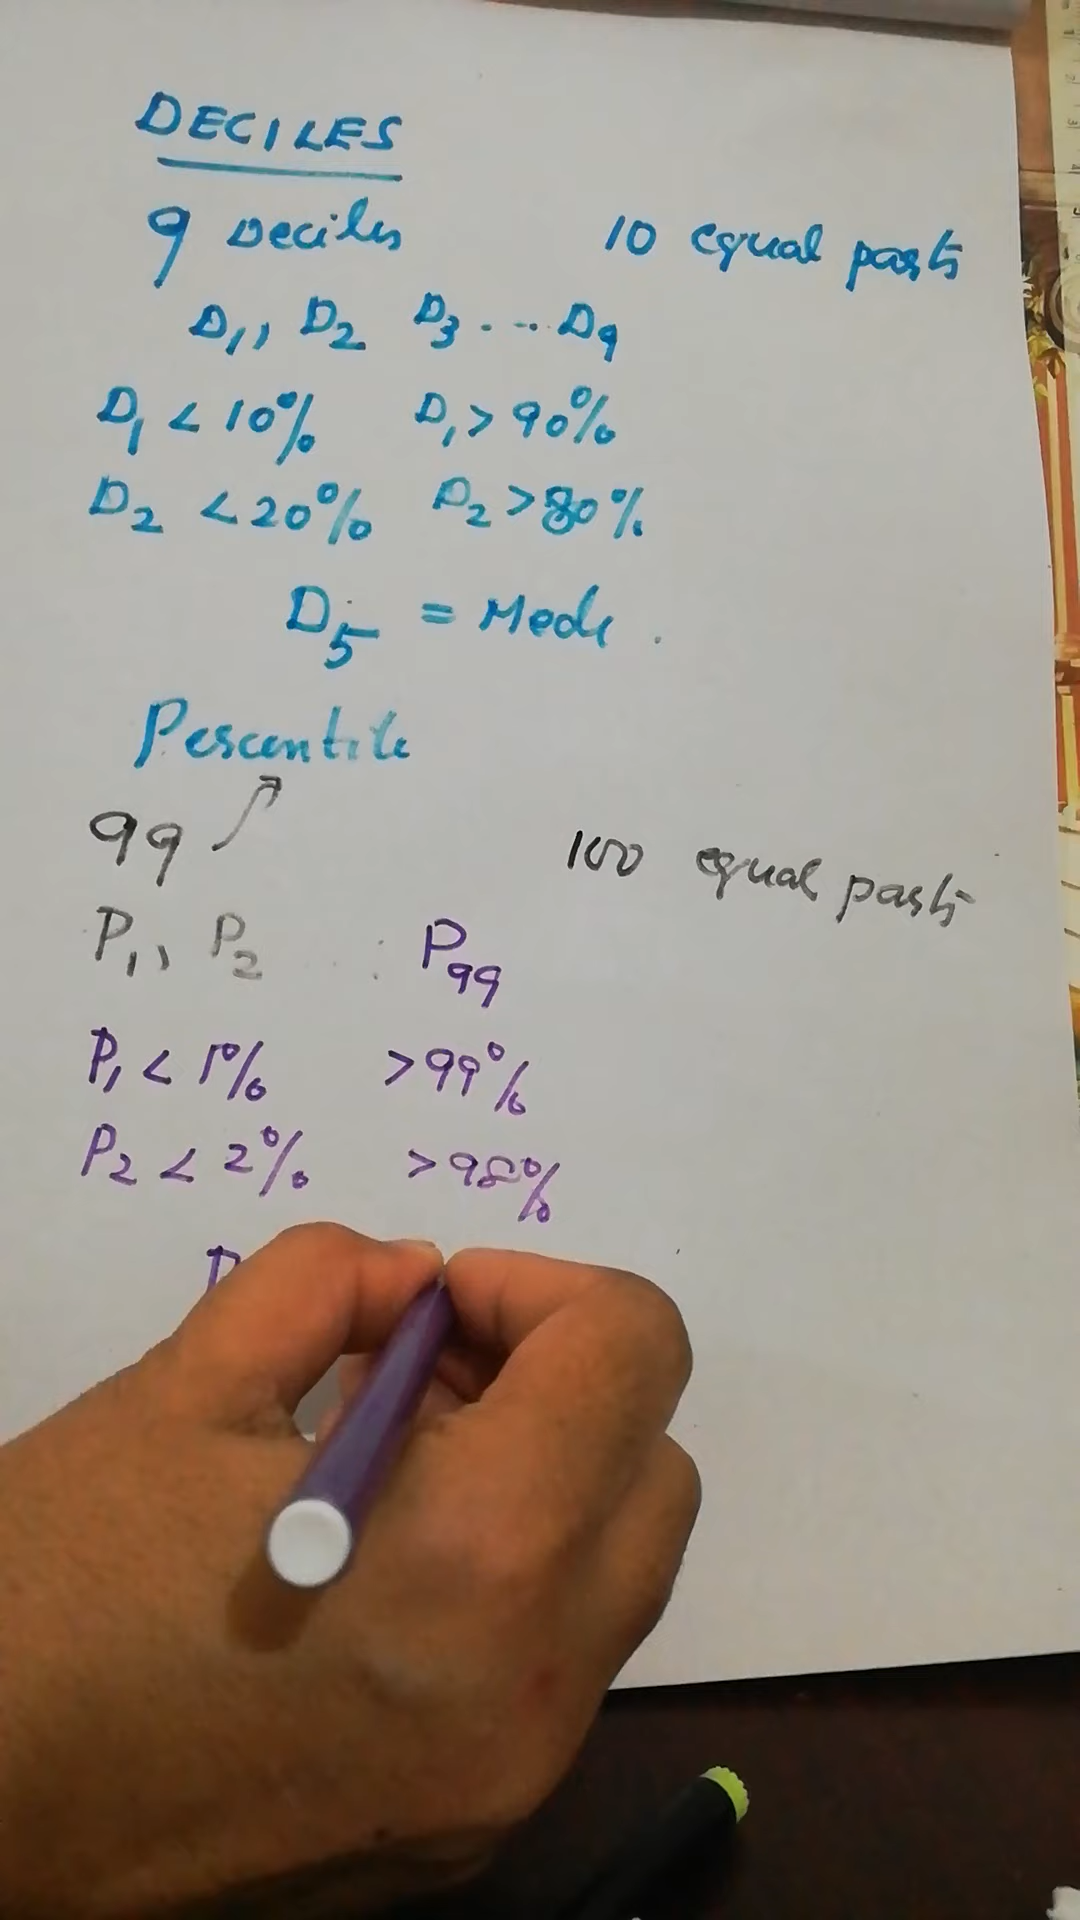 DECILES
9 Deciles 10 equal parts
D1, D2 D3 . - .. D9
D1 < 10% D1 > 90%
D2 < 20% D2 > 80%
D5 = Mode .
Percentile
99 100 equal parts
P1, P2 . . : P99
P1 < 1% > 99%
P2 < 2% > 98%